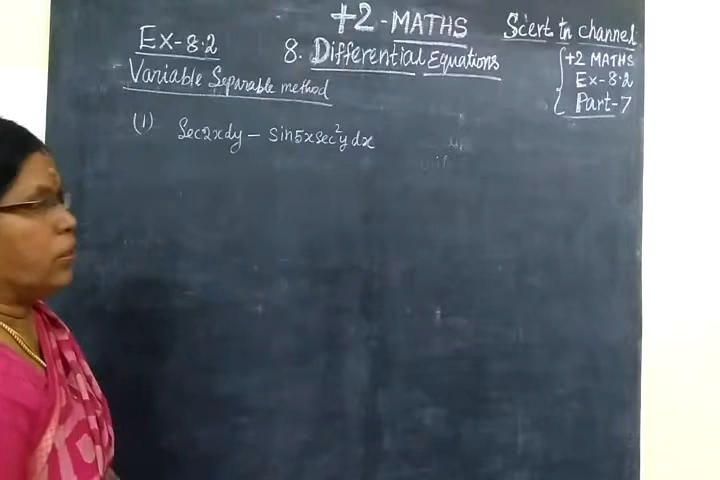 +2 - MATHS
Scert tn channel
Ex - 8.2
8. Differential Equations
+2 MATHS
Ex - 8.2
Part - 7
Variable Separable method
(1) Sec2xdy - sin5xsec²ydx